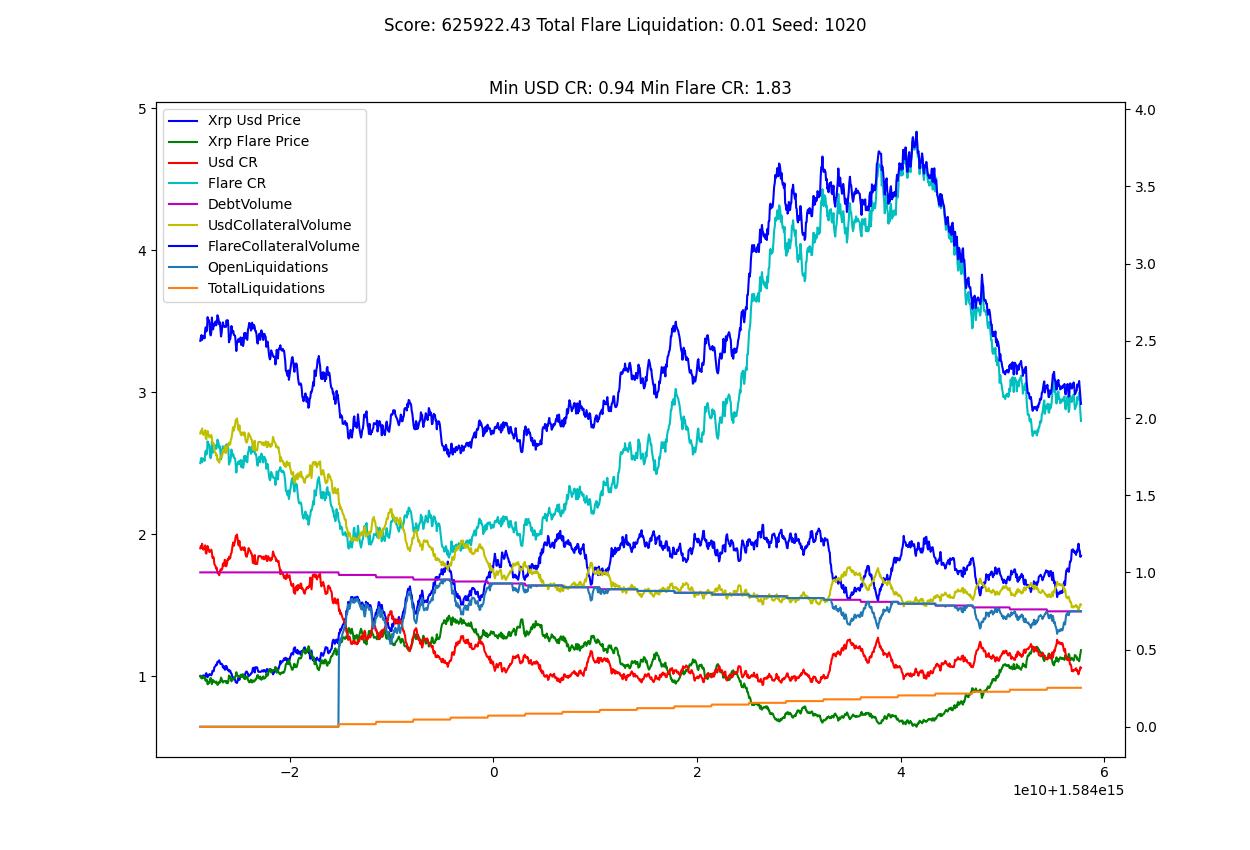 Score: 625922.43 Total Flare Liquidation: 0.01 Seed: 1020
Min USD CR: 0.94 Min Flare CR: 1.83
Xrp Usd Price
Xrp Flare Price
Usd CR
Flare CR
DebtVolume
UsdCollateralVolume
FlareCollateralVolume
OpenLiquidations
TotalLiquidations
5
4
3
2
1
4.0
3.5
3.0
2.5
2.0
1.5
1.0
0.5
0.0
−2 0 2 4 6
1e10+1.584e15